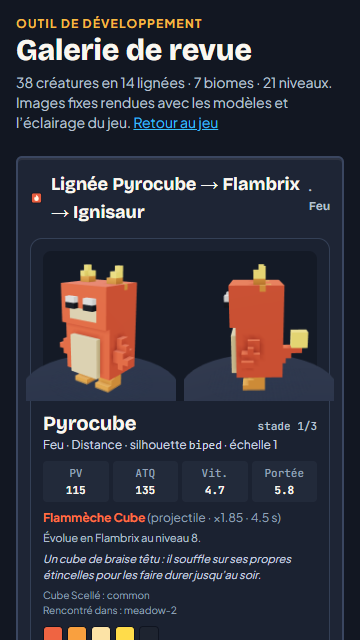 OUTIL DE DÉVELOPPEMENT
Galerie de revue
38 créatures en 14 lignées · 7 biomes · 21 niveaux.
Images fixes rendues avec les modèles et
l'éclairage du jeu. Retour au jeu
Lignée Pyrocube → Flambrix
→ Ignisaur
· Feu
Pyrocube
stade 1/3
Feu · Distance · silhouette biped · échelle 1
PV ATQ Vit. Portée
115 135 4.7 5.8
Flammèche Cube (projectile · ×1.85 · 4.5 s)
Évolue en Flambrix au niveau 8.
Un cube de braise têtu : il souffle sur ses propres
étincelles pour les faire durer jusqu'au soir.
Cube Scellé : common
Rencontré dans : meadow-2